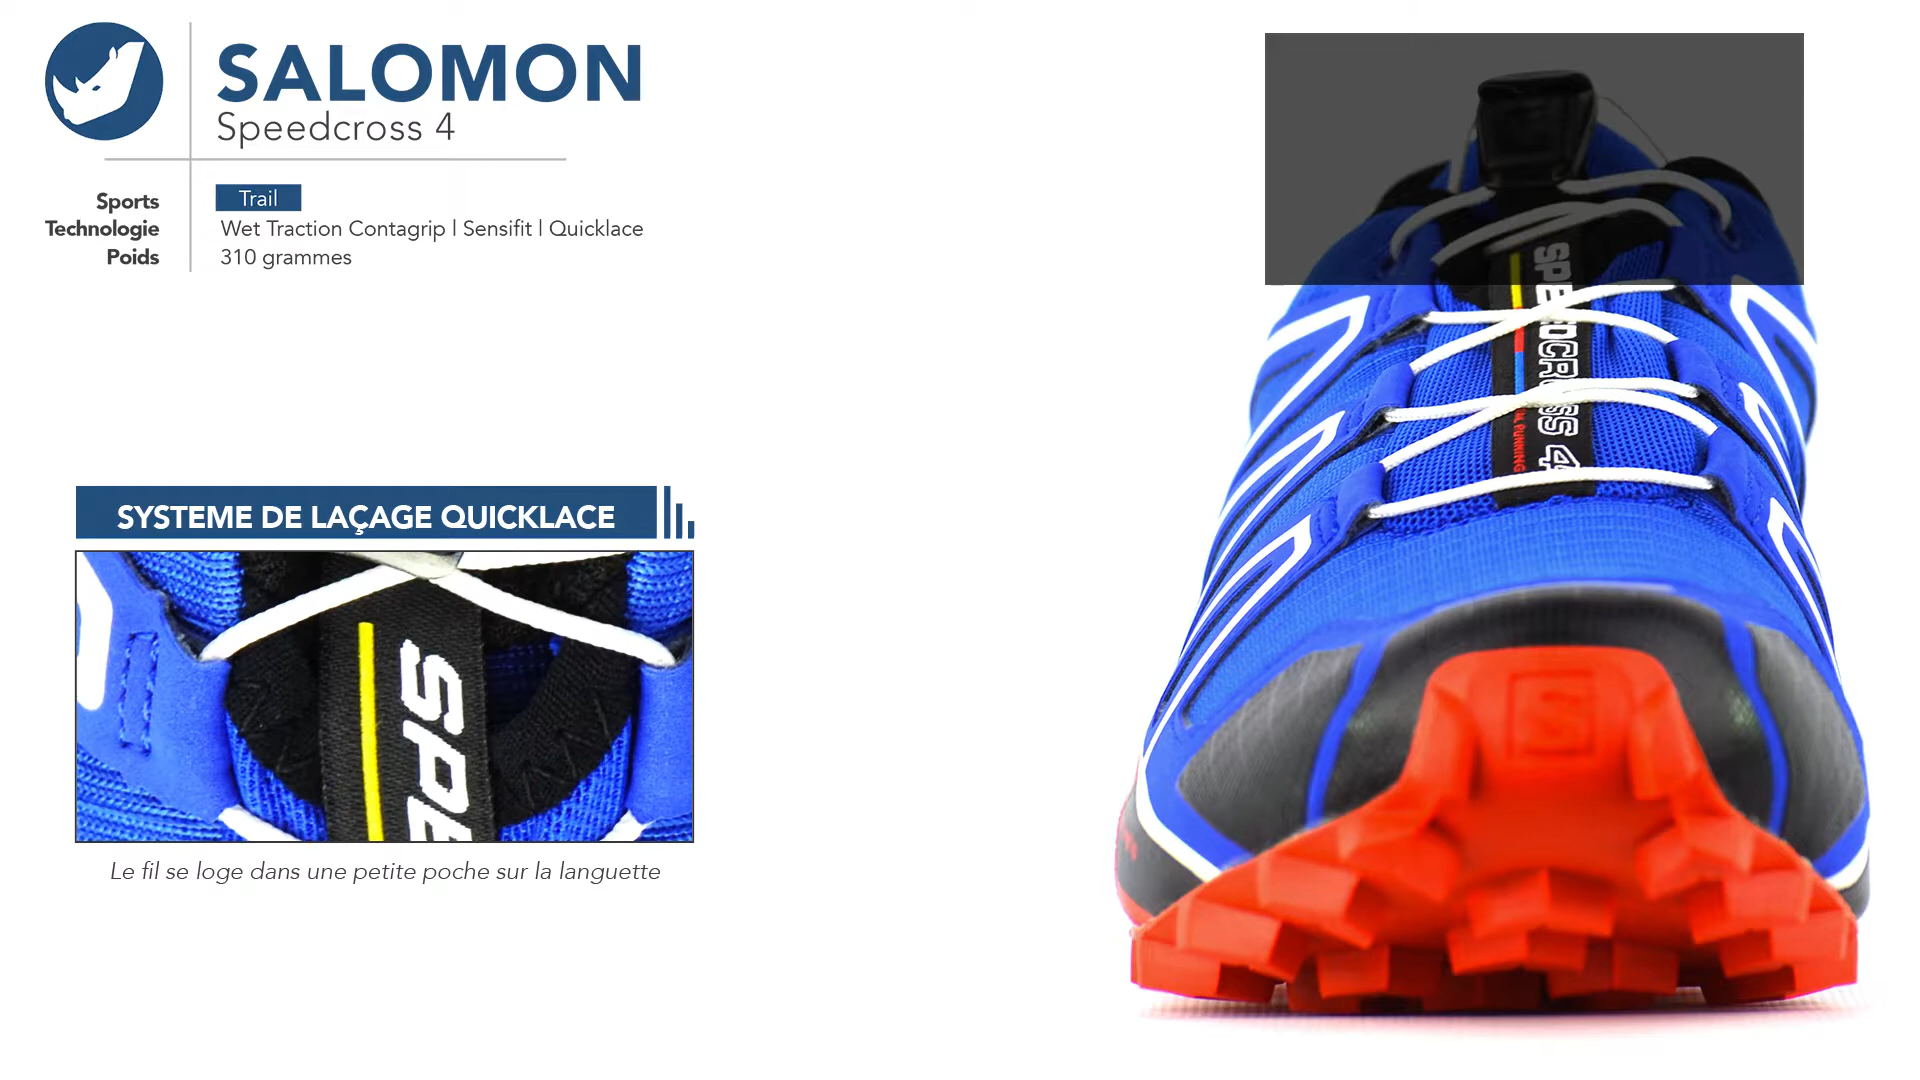 SALOMON
Speedcross 4
Sports
Trail
Technologie
Wet Traction Contagrip | Sensifit | Quicklace
Poids
310 grammes
SYSTEME DE LAÇAGE QUICKLACE
SPE
Le fil se loge dans une petite poche sur la languette
SPEEDCROSS 4
RUNNING
S